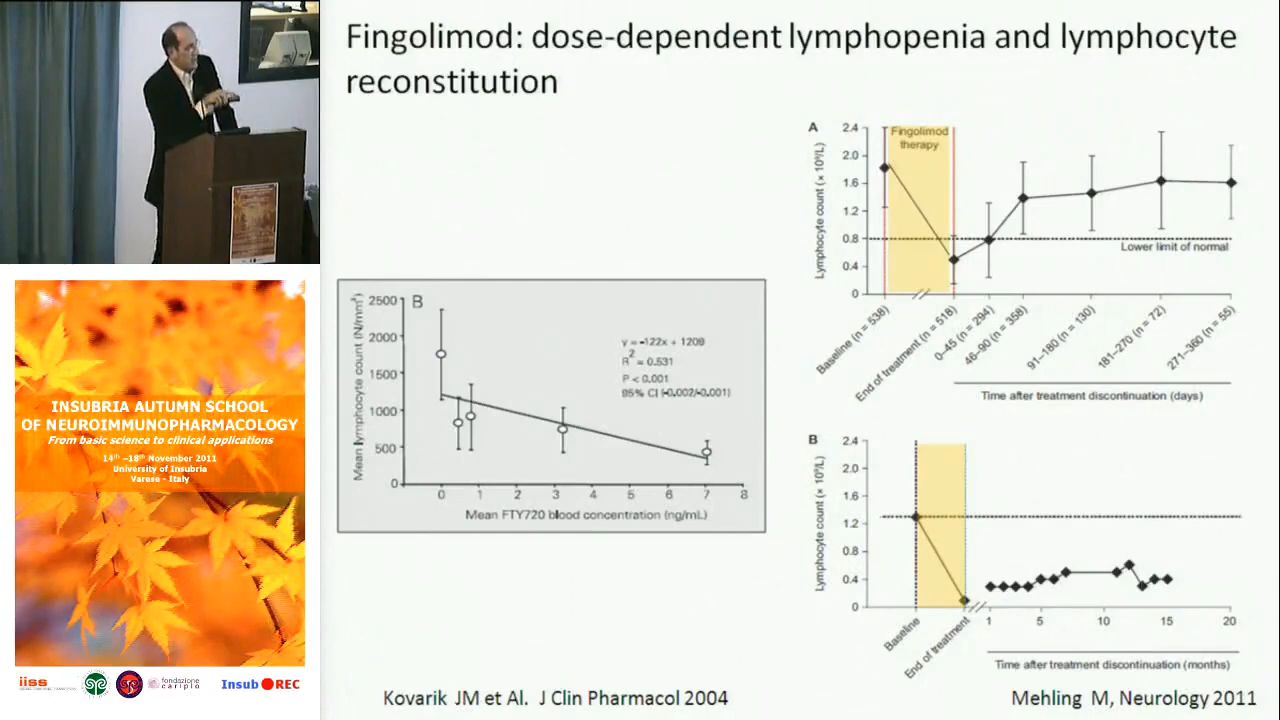 Fingolimod: dose-dependent lymphopenia and lymphocyte
reconstitution
INSUBRIA AUTUMN SCHOOL
OF NEUROIMMUNOPHARMACOLOGY
From basic science to clinical applications
14th –18th November 2011
University of Insubria
Varese - Italy
iiss
fondazione
cariplo
Insub REC
B
Mean lymphocyte count (N/mm³)
2500
2000
1500
1000
500
0
y = -122x + 1209
R² = 0.531
P < 0.001
95% CI (-0.002/-0.001)
0 1 2 3 4 5 6 7 8
Mean FTY720 blood concentration (ng/mL)
Kovarik JM et Al. J Clin Pharmacol 2004
A
Lymphocyte count (× 10⁹/L)
2.4
2.0
1.6
1.2
0.8
0.4
0
Fingolimod
therapy
Lower limit of normal
Baseline (n = 538)
End of treatment (n = 518)
0–45 (n = 294)
46–90 (n = 358)
91–180 (n = 130)
181–270 (n = 72)
271–360 (n = 55)
Time after treatment discontinuation (days)
B
Lymphocyte count (× 10⁹/L)
2.4
2.0
1.6
1.2
0.8
0.4
0
Baseline
End of treatment
1 5 10 15 20
Time after treatment discontinuation (months)
Mehling M, Neurology 2011